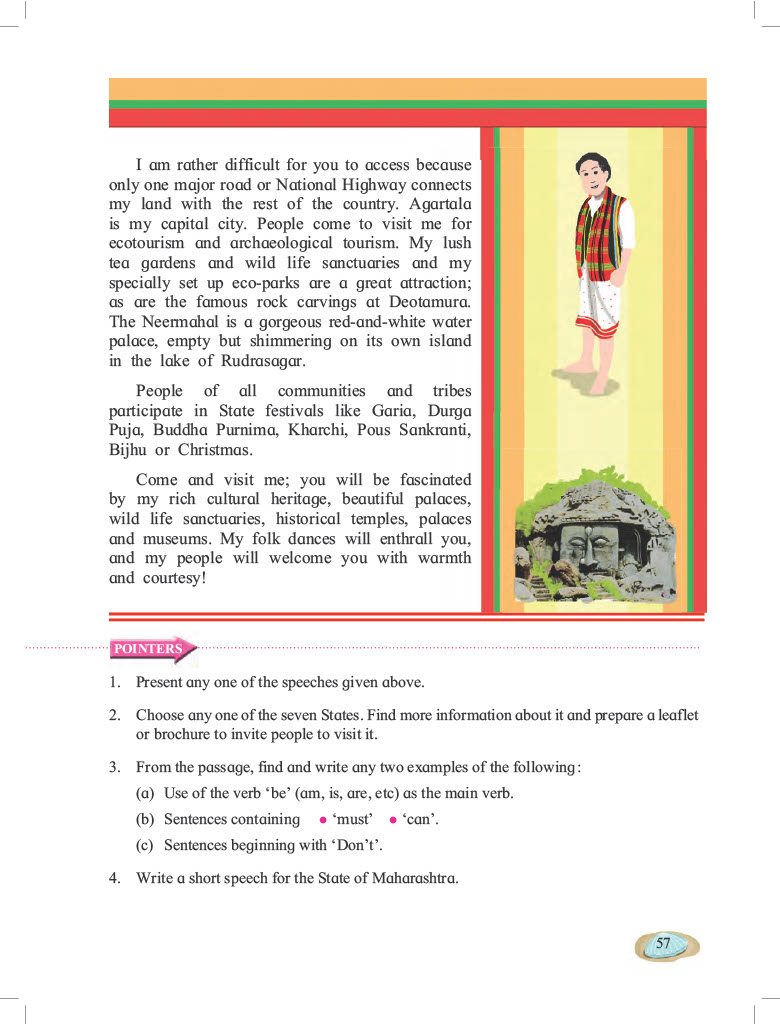 I am rather difficult for you to access because
only one major road or National Highway connects
my land with the rest of the country. Agartala
is my capital city. People come to visit me for
ecotourism and archaeological tourism. My lush
tea gardens and wild life sanctuaries and my
specially set up eco-parks are a great attraction;
as are the famous rock carvings at Deotamura.
The Neermahal is a gorgeous red-and-white water
palace, empty but shimmering on its own island
in the lake of Rudrasagar.
People of all communities and tribes
participate in State festivals like Garia, Durga
Puja, Buddha Purnima, Kharchi, Pous Sankranti,
Bijhu or Christmas.
Come and visit me; you will be fascinated
by my rich cultural heritage, beautiful palaces,
wild life sanctuaries, historical temples, palaces
and museums. My folk dances will enthrall you,
and my people will welcome you with warmth
and courtesy!
POINTERS
1. Present any one of the speeches given above.
2. Choose any one of the seven States. Find more information about it and prepare a leaflet
or brochure to invite people to visit it.
3. From the passage, find and write any two examples of the following:
(a) Use of the verb ‘be’ (am, is, are, etc) as the main verb.
(b) Sentences containing • ‘must’ • ‘can’.
(c) Sentences beginning with ‘Don’t’.
4. Write a short speech for the State of Maharashtra.
57